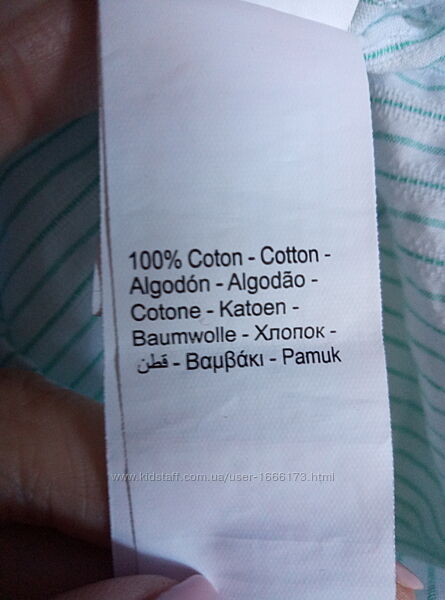 100% Coton - Cotton -
Algodón - Algodão -
Cotone - Katoen -
Baumwolle - Хлопок -
قطن - Βαμβάκι - Pamuk
www.kidstaff.com.ua/user-1666173.html